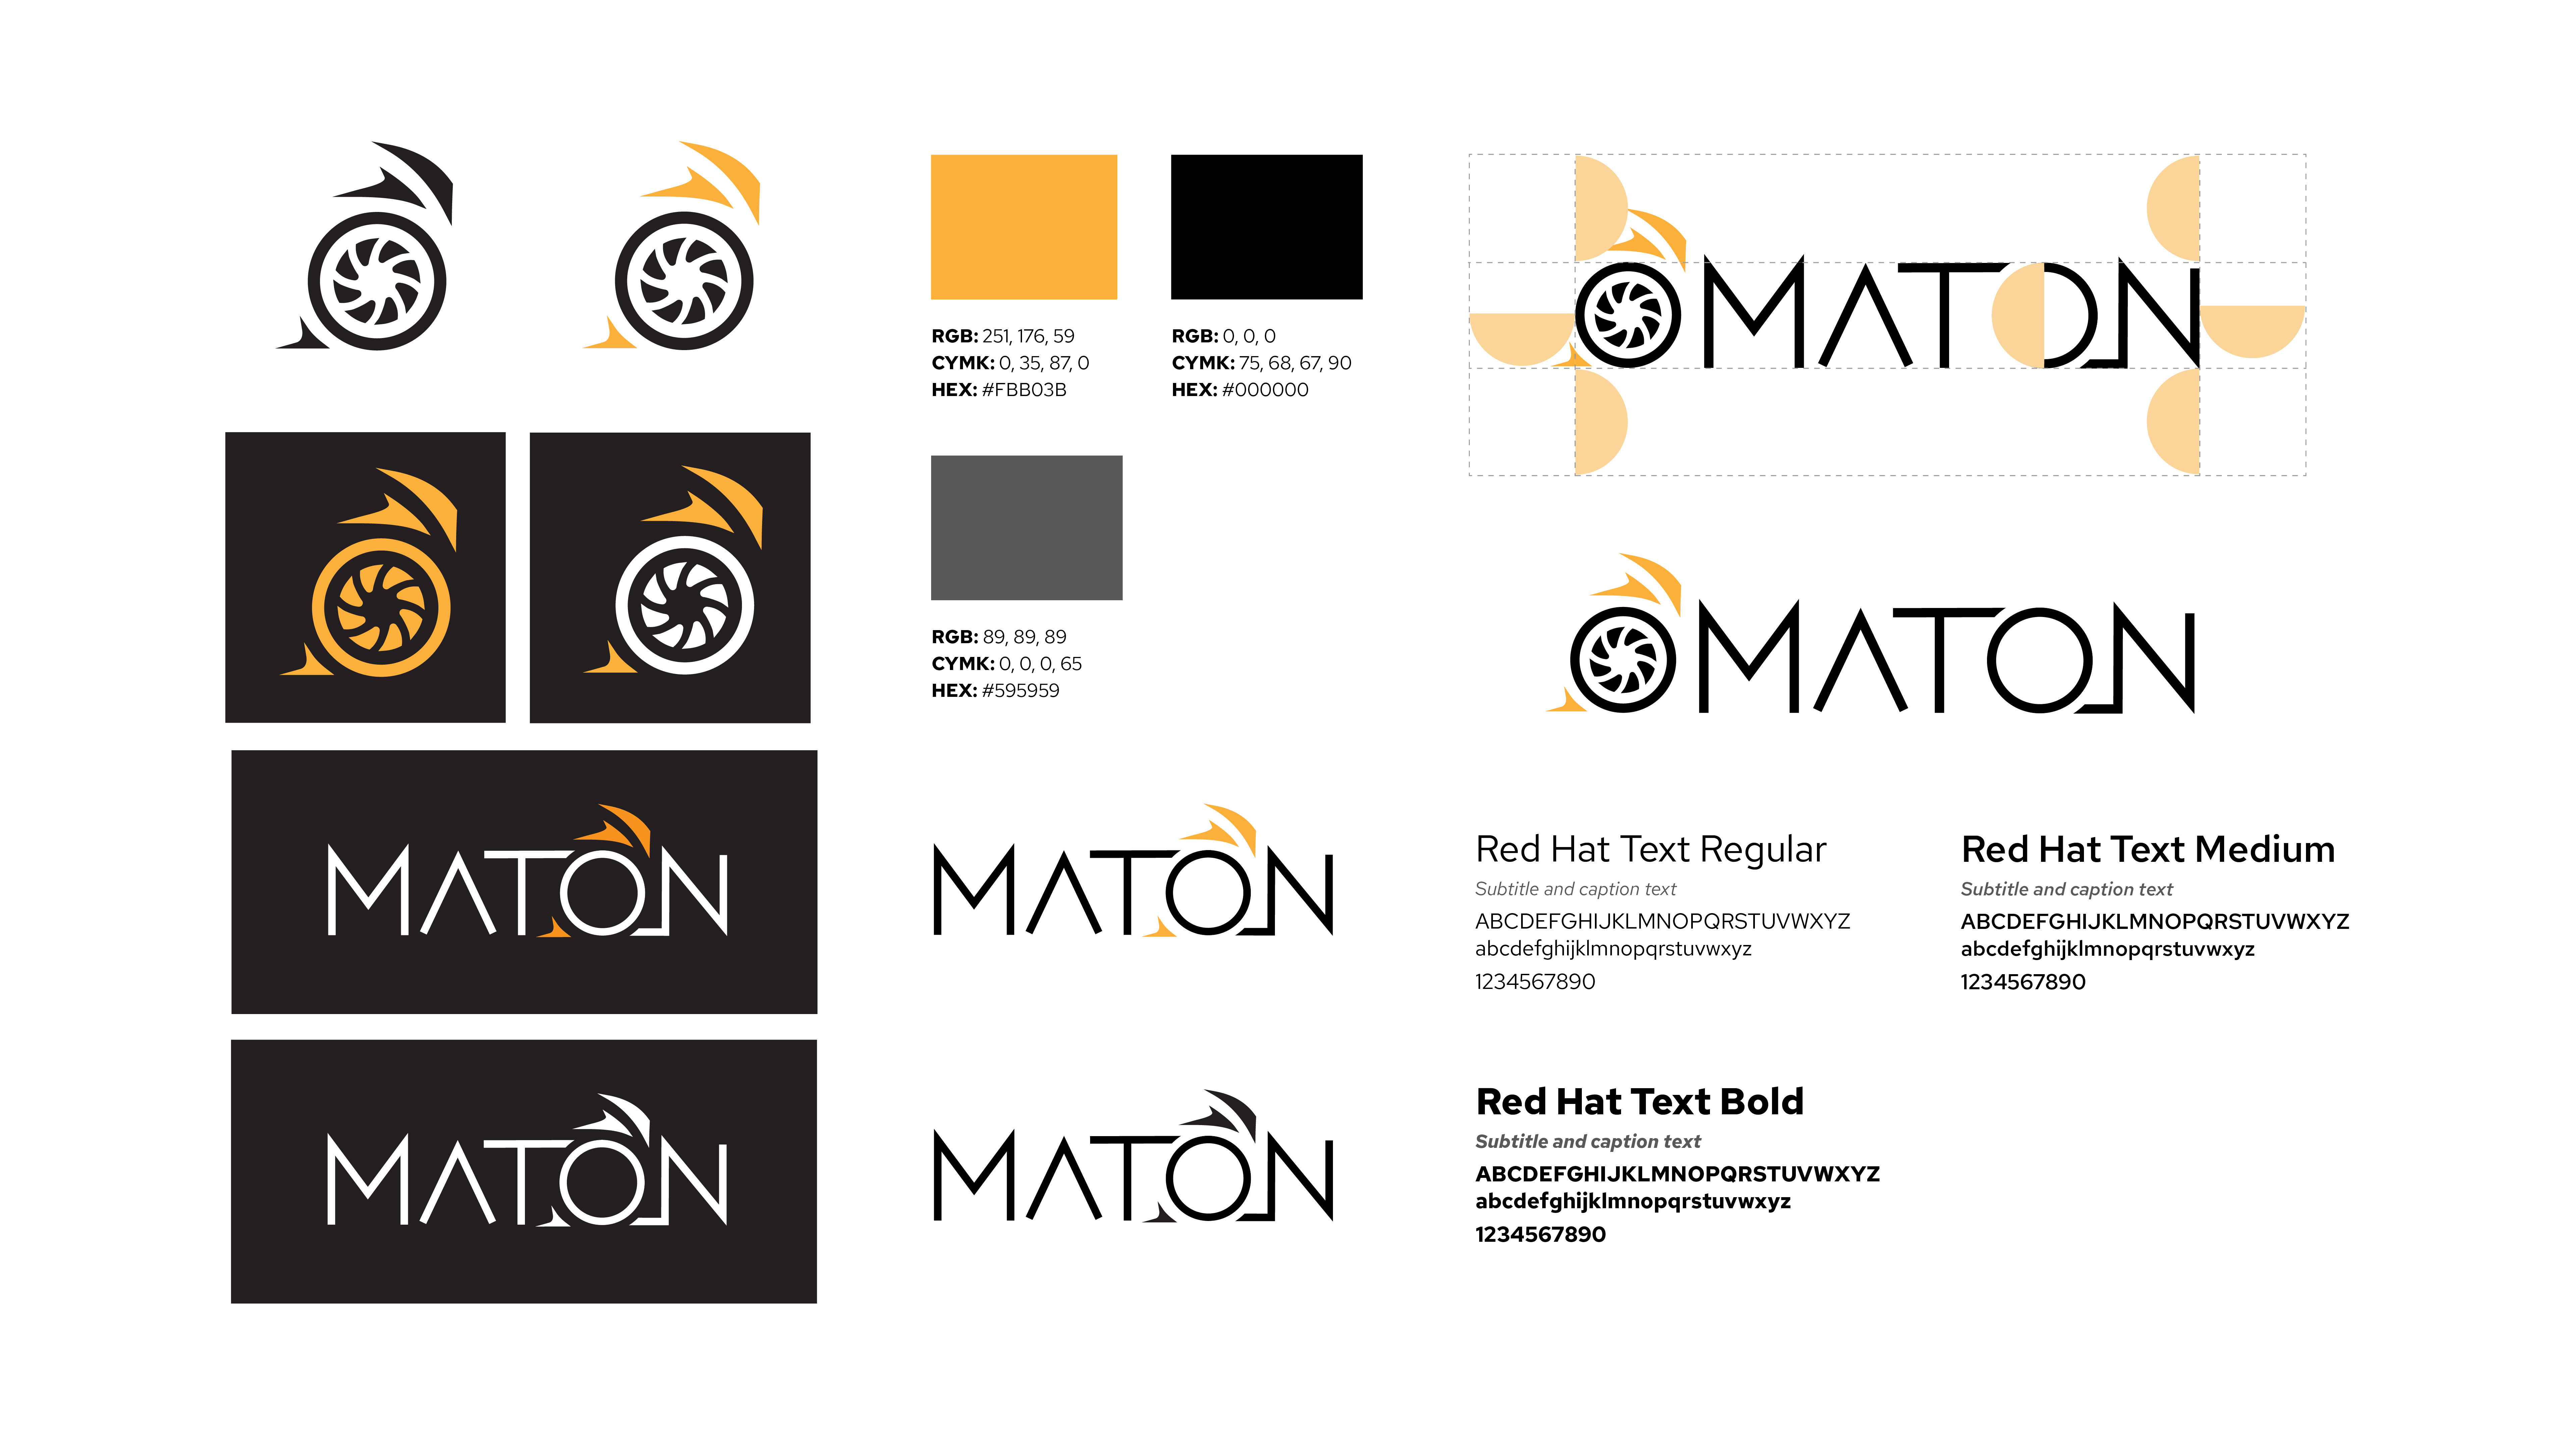 RGB: 251, 176, 59
CYMK: 0, 35, 87, 0
HEX: #FBB03B
RGB: 0, 0, 0
CYMK: 75, 68, 67, 90
HEX: #000000
MATON
RGB: 89, 89, 89
CYMK: 0, 0, 0, 65
HEX: #595959
MATON
MATON
MATON
Red Hat Text Regular
Subtitle and caption text
ABCDEFGHIJKLMNOPQRSTUVWXYZ
abcdefghijklmnopqrstuvwxyz
1234567890
Red Hat Text Medium
Subtitle and caption text
ABCDEFGHIJKLMNOPQRSTUVWXYZ
abcdefghijklmnopqrstuvwxyz
1234567890
MATON
MATON
Red Hat Text Bold
Subtitle and caption text
ABCDEFGHIJKLMNOPQRSTUVWXYZ
abcdefghijklmnopqrstuvwxyz
1234567890